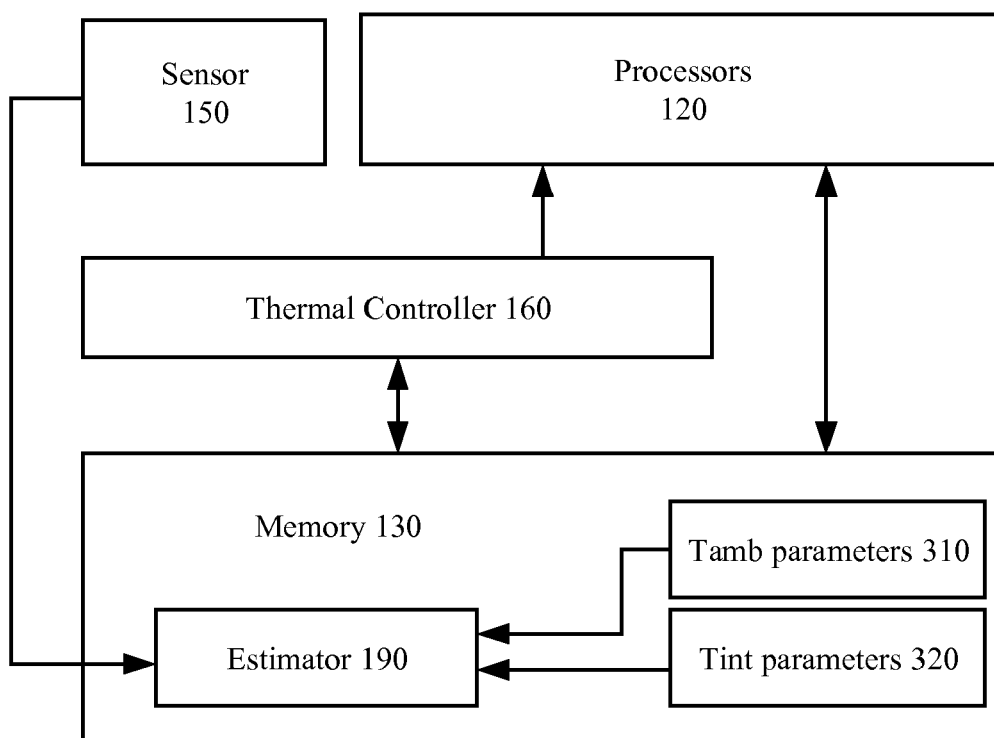 Sensor
150
Processors
120
Thermal Controller 160
Memory 130
Tamb parameters 310
Estimator 190
Tint parameters 320